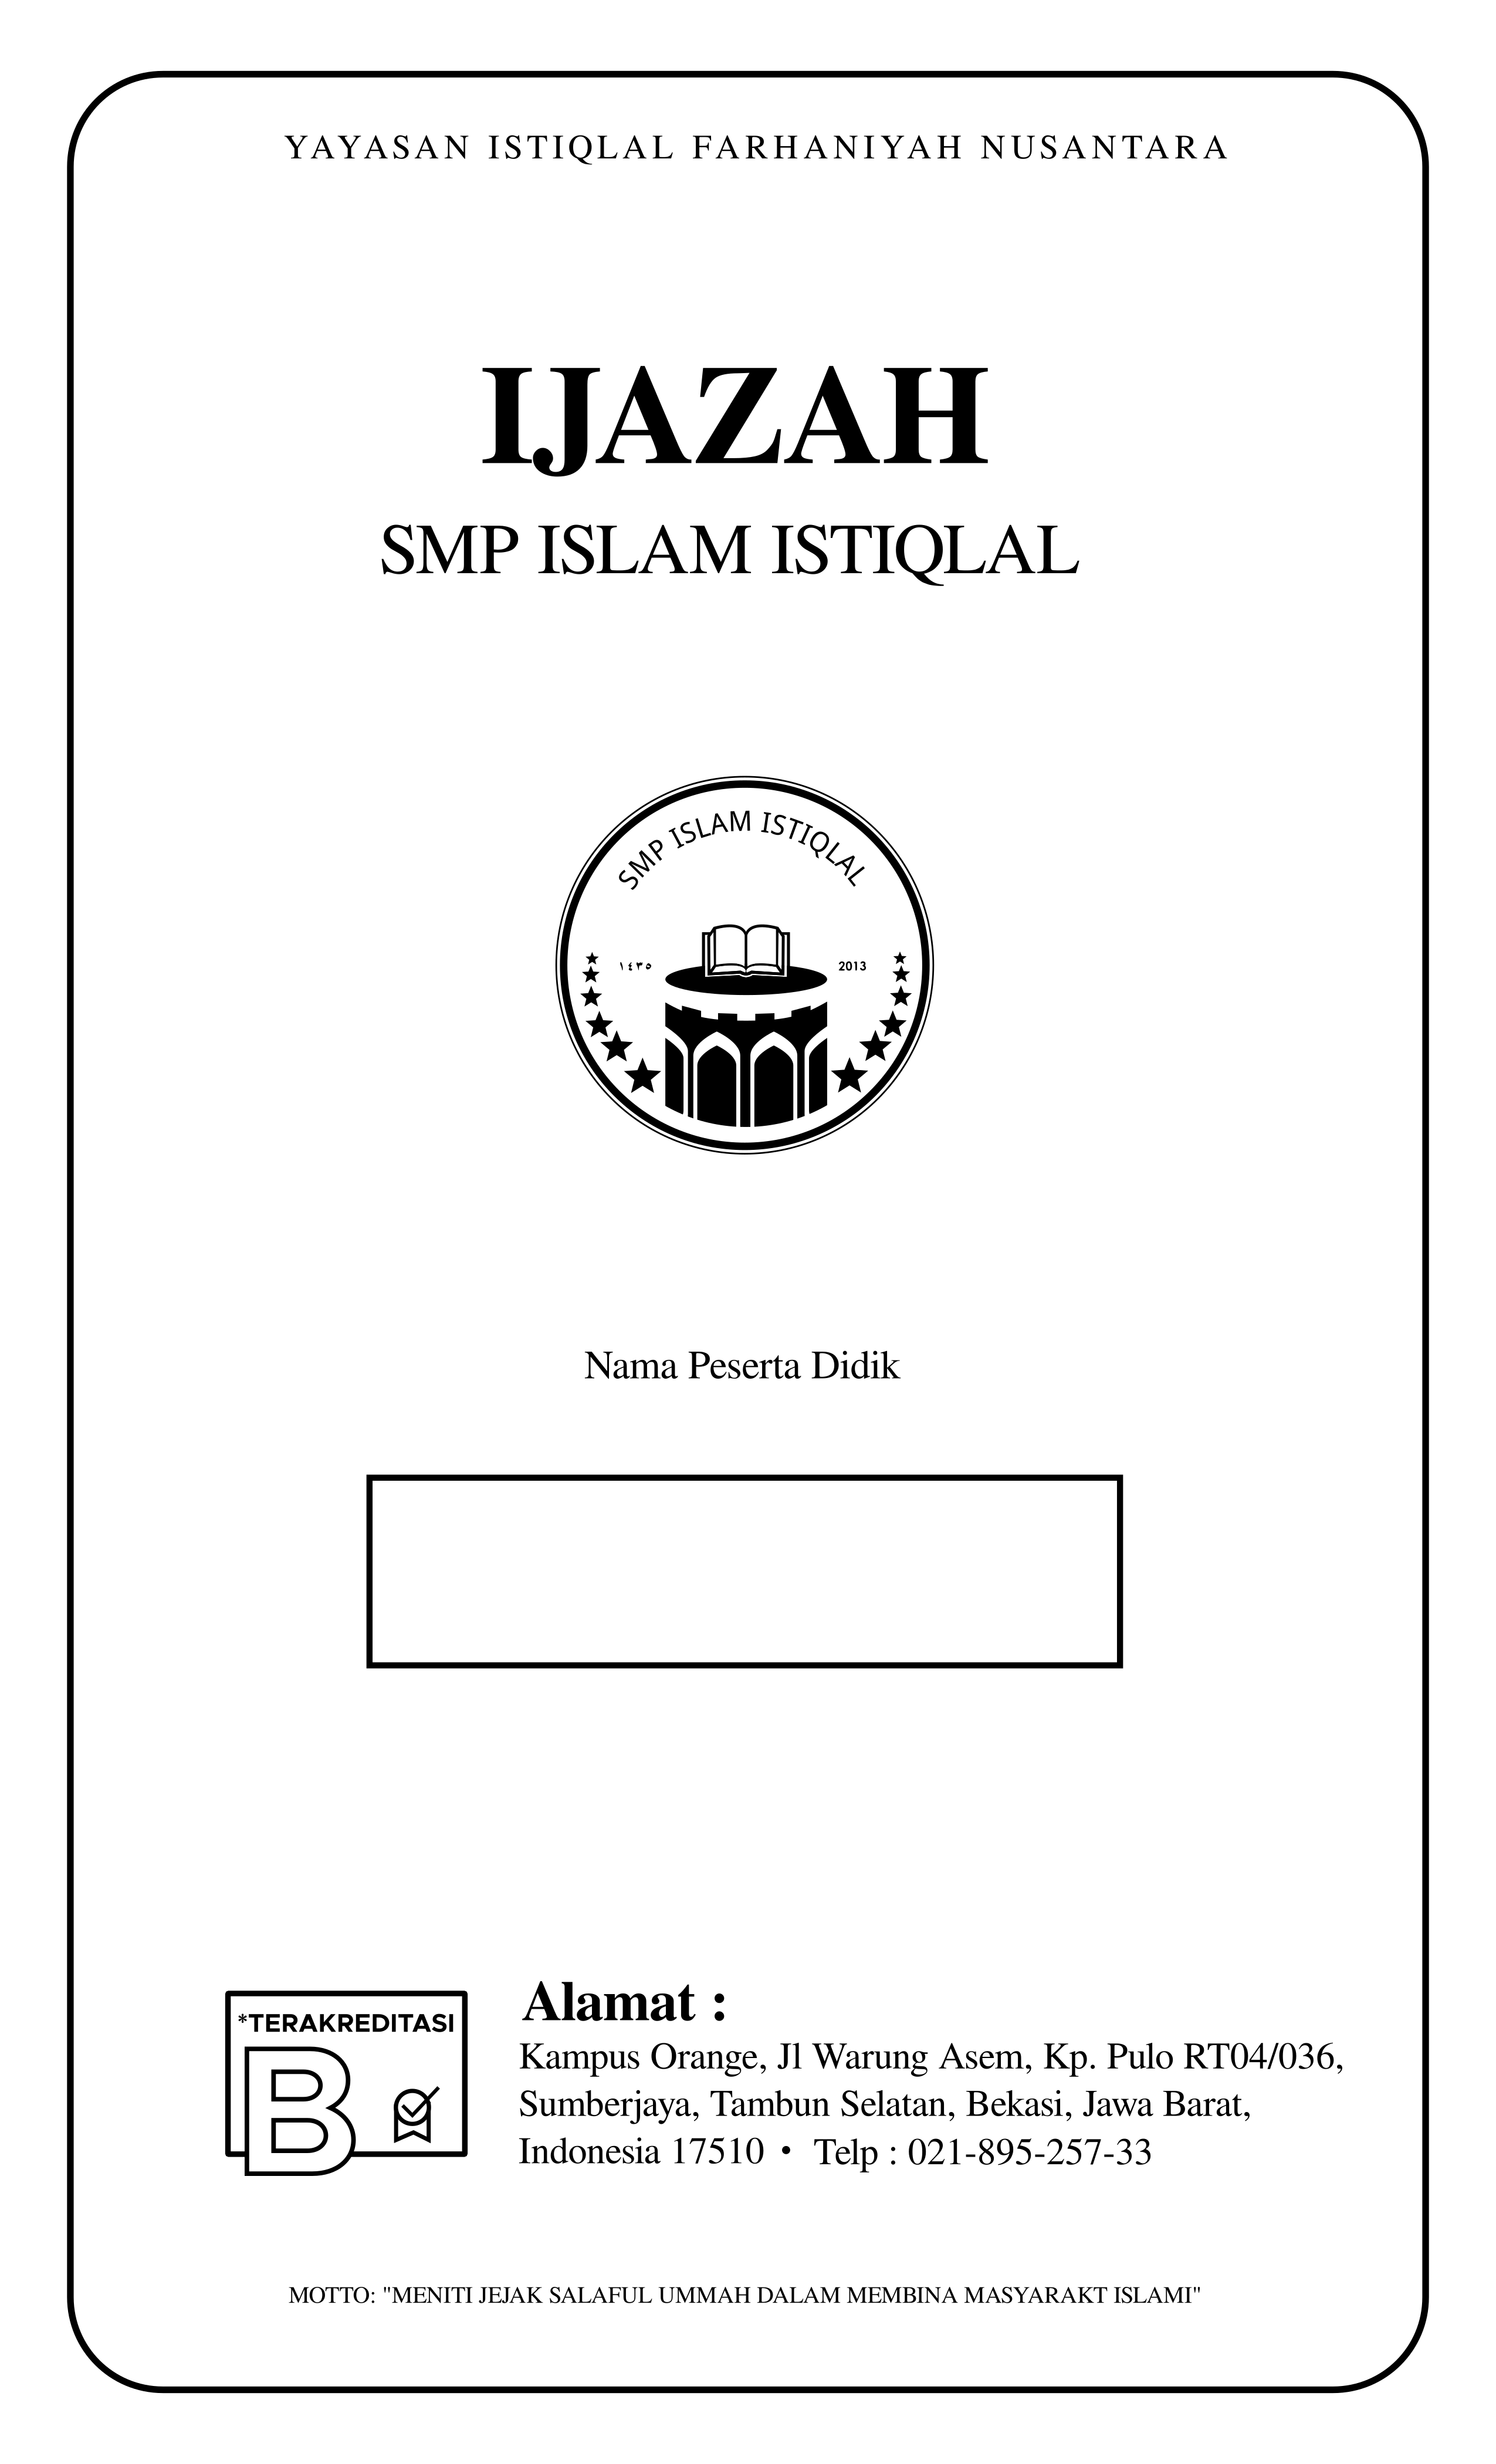 YAYASAN ISTIQLAL FARHANIYAH NUSANTARA
IJAZAH
SMP ISLAM ISTIQLAL
SMP ISLAM ISTIQLAL
١٤٣٥ 2013
Nama Peserta Didik
*TERAKREDITASI
B
Alamat :
Kampus Orange, Jl Warung Asem, Kp. Pulo RT04/036,
Sumberjaya, Tambun Selatan, Bekasi, Jawa Barat,
Indonesia 17510 • Telp : 021-895-257-33
MOTTO: "MENITI JEJAK SALAFUL UMMAH DALAM MEMBINA MASYARAKT ISLAMI"